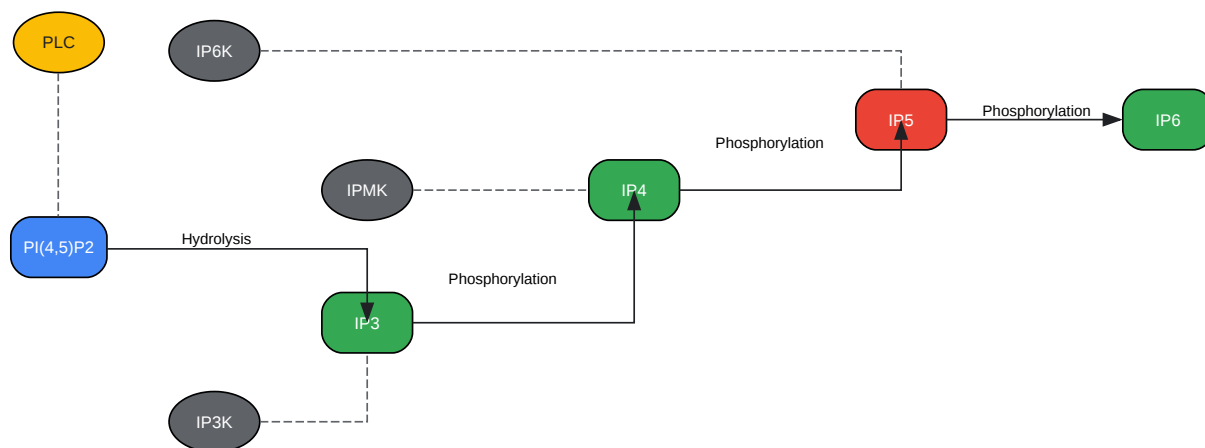 PLC
IP6K
IP5
Phosphorylation
IP6
Phosphorylation
IPMK
IP4
PI(4,5)P2
Hydrolysis
Phosphorylation
IP3
IP3K